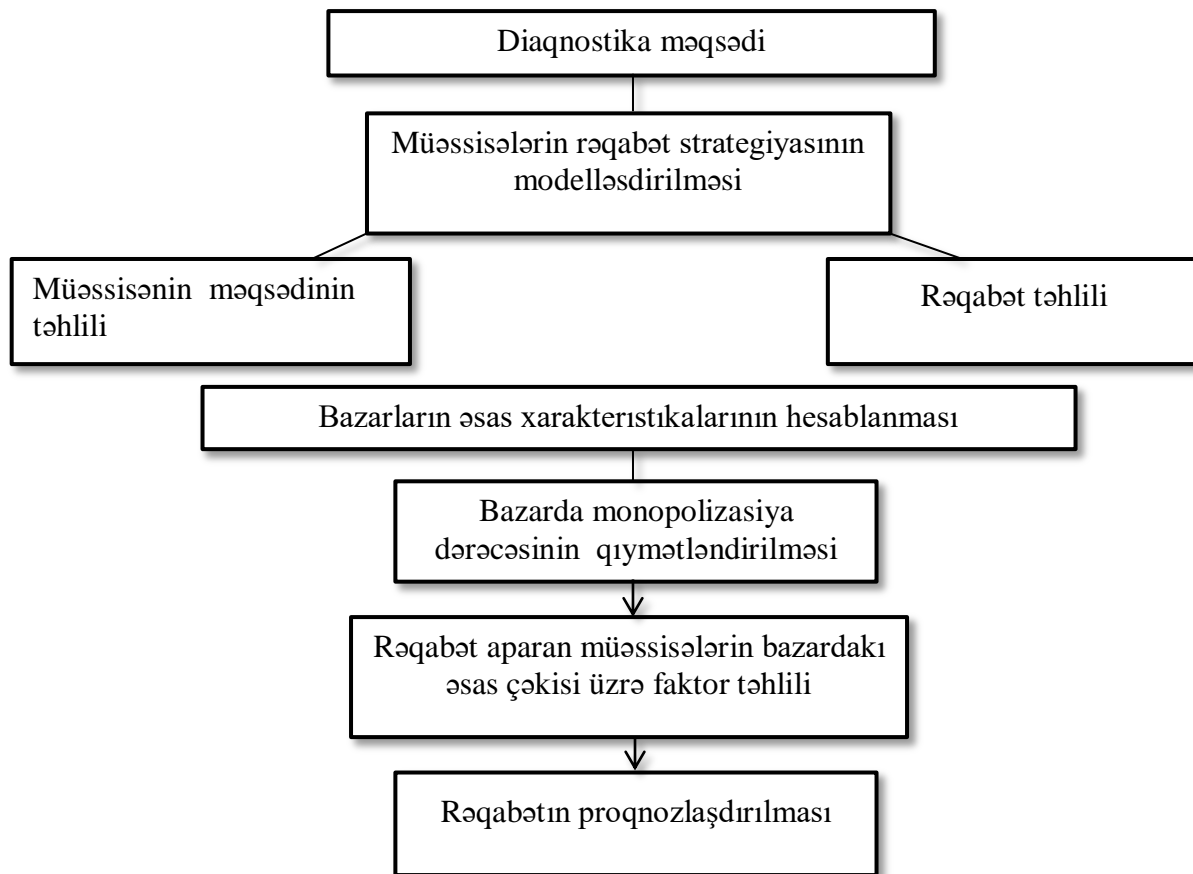 Diaqnostika məqsədi
Müəssisələrin rəqabət strategiyasının
modelləsdirilməsi
Müəssisənin məqsədinin
təhlili
Rəqabət təhlili
Bazarların əsas xarakterıstıkalarının hesablanması
Bazarda monopolizasiya
dərəcəsinin qıymətləndirilməsi
Rəqabət aparan müəssisələrin bazardakı
əsas çəkisi üzrə faktor təhlili
Rəqabətın proqnozlaşdırılması